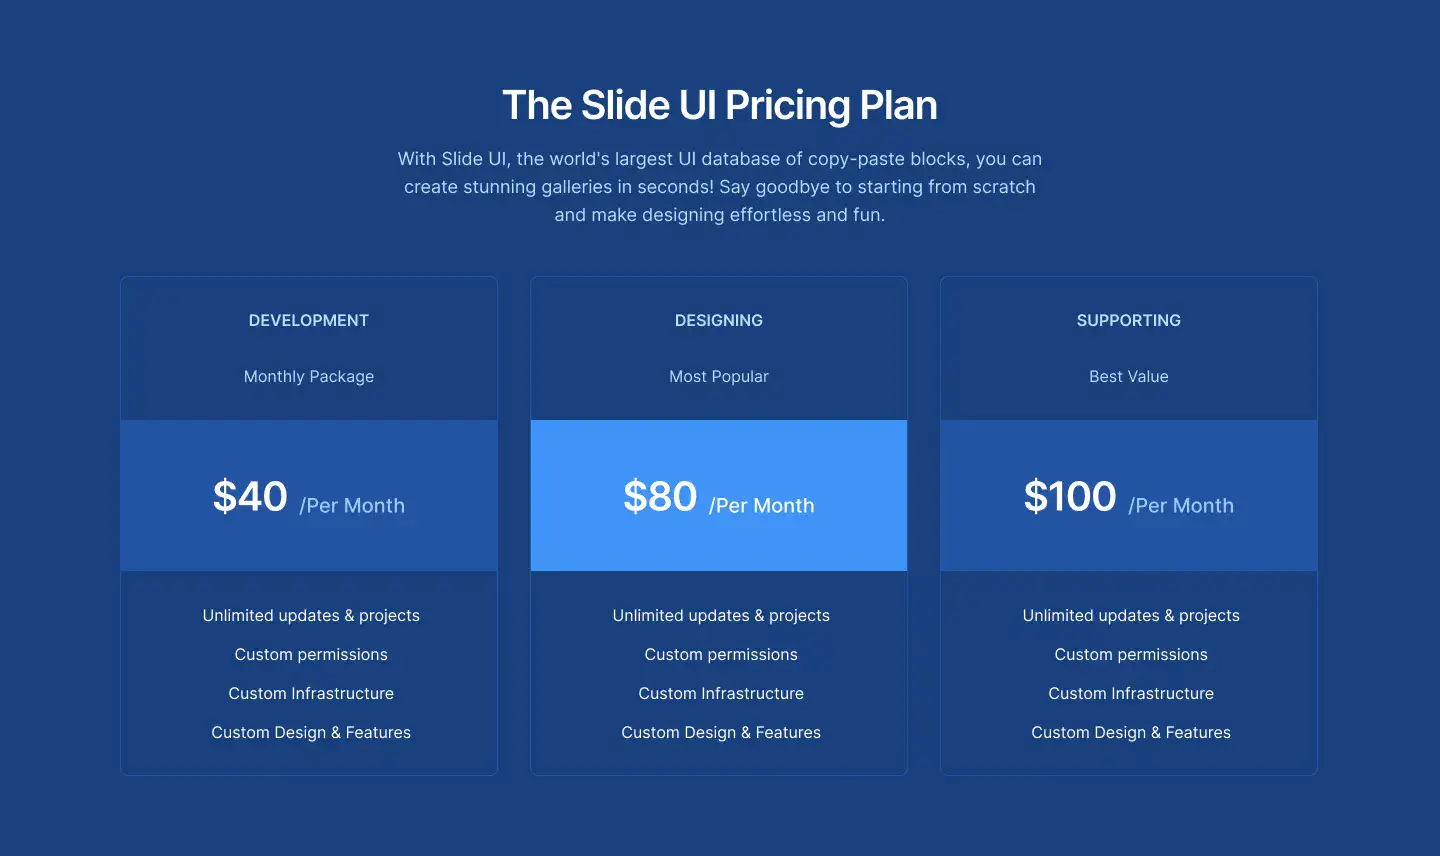 The Slide UI Pricing Plan
With Slide UI, the world's largest UI database of copy-paste blocks, you can
create stunning galleries in seconds! Say goodbye to starting from scratch
and make designing effortless and fun.
DEVELOPMENT
Monthly Package
$40 /Per Month
Unlimited updates & projects
Custom permissions
Custom Infrastructure
Custom Design & Features
DESIGNING
Most Popular
$80 /Per Month
Unlimited updates & projects
Custom permissions
Custom Infrastructure
Custom Design & Features
SUPPORTING
Best Value
$100 /Per Month
Unlimited updates & projects
Custom permissions
Custom Infrastructure
Custom Design & Features